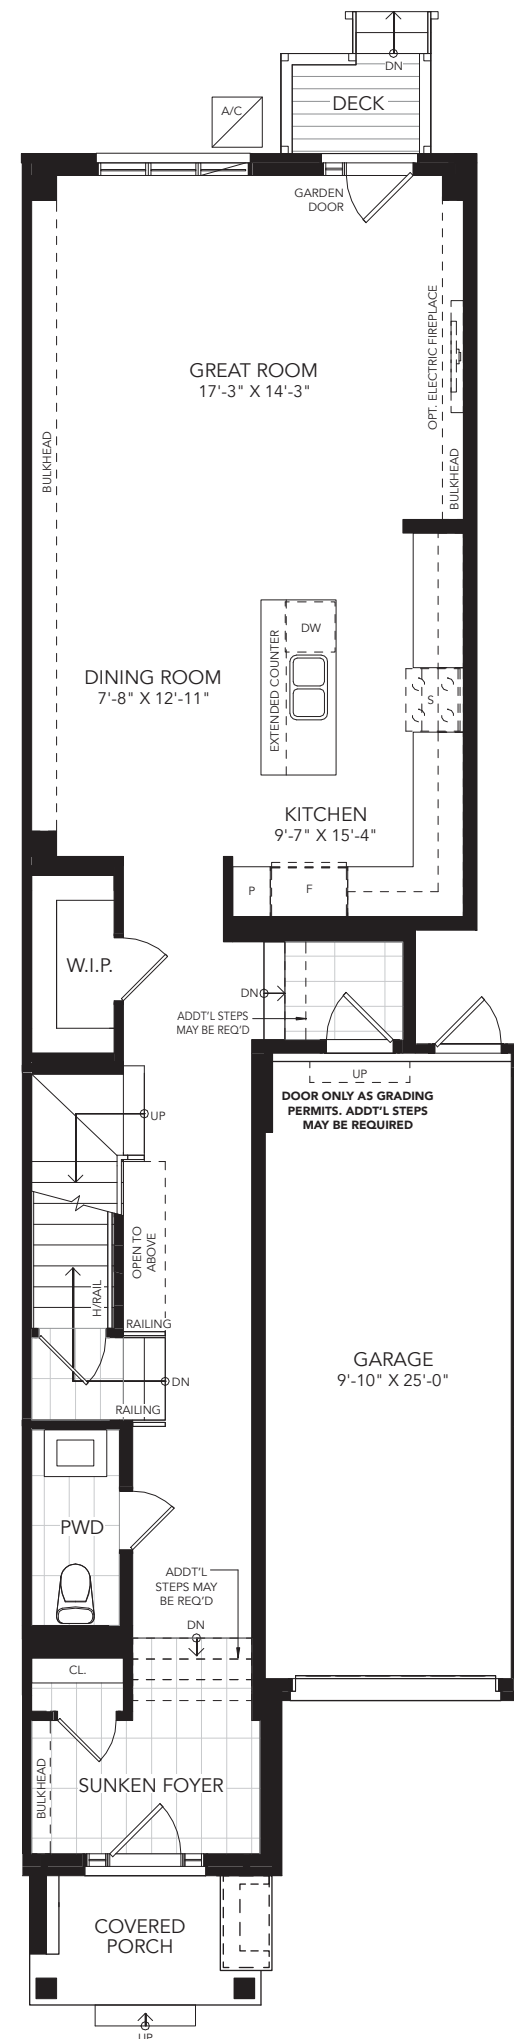 DN
DECK
A/C
GARDEN
DOOR
GREAT ROOM
17'-3" X 14'-3"
OPT. ELECTRIC FIREPLACE
BULKHEAD
BULKHEAD
DW
EXTENDED COUNTER
DINING ROOM
7'-8" X 12'-11"
S
KITCHEN
9'-7" X 15'-4"
P
F
W.I.P.
DN
ADDT'L STEPS
MAY BE REQ'D
UP
DOOR ONLY AS GRADING
PERMITS. ADDT'L STEPS
MAY BE REQUIRED
UP
OPEN TO
ABOVE
H/RAIL
RAILING
GARAGE
9'-10" X 25'-0"
DN
RAILING
PWD
ADDT'L
STEPS MAY
BE REQ'D
DN
CL.
BULKHEAD
SUNKEN FOYER
COVERED
PORCH
UP